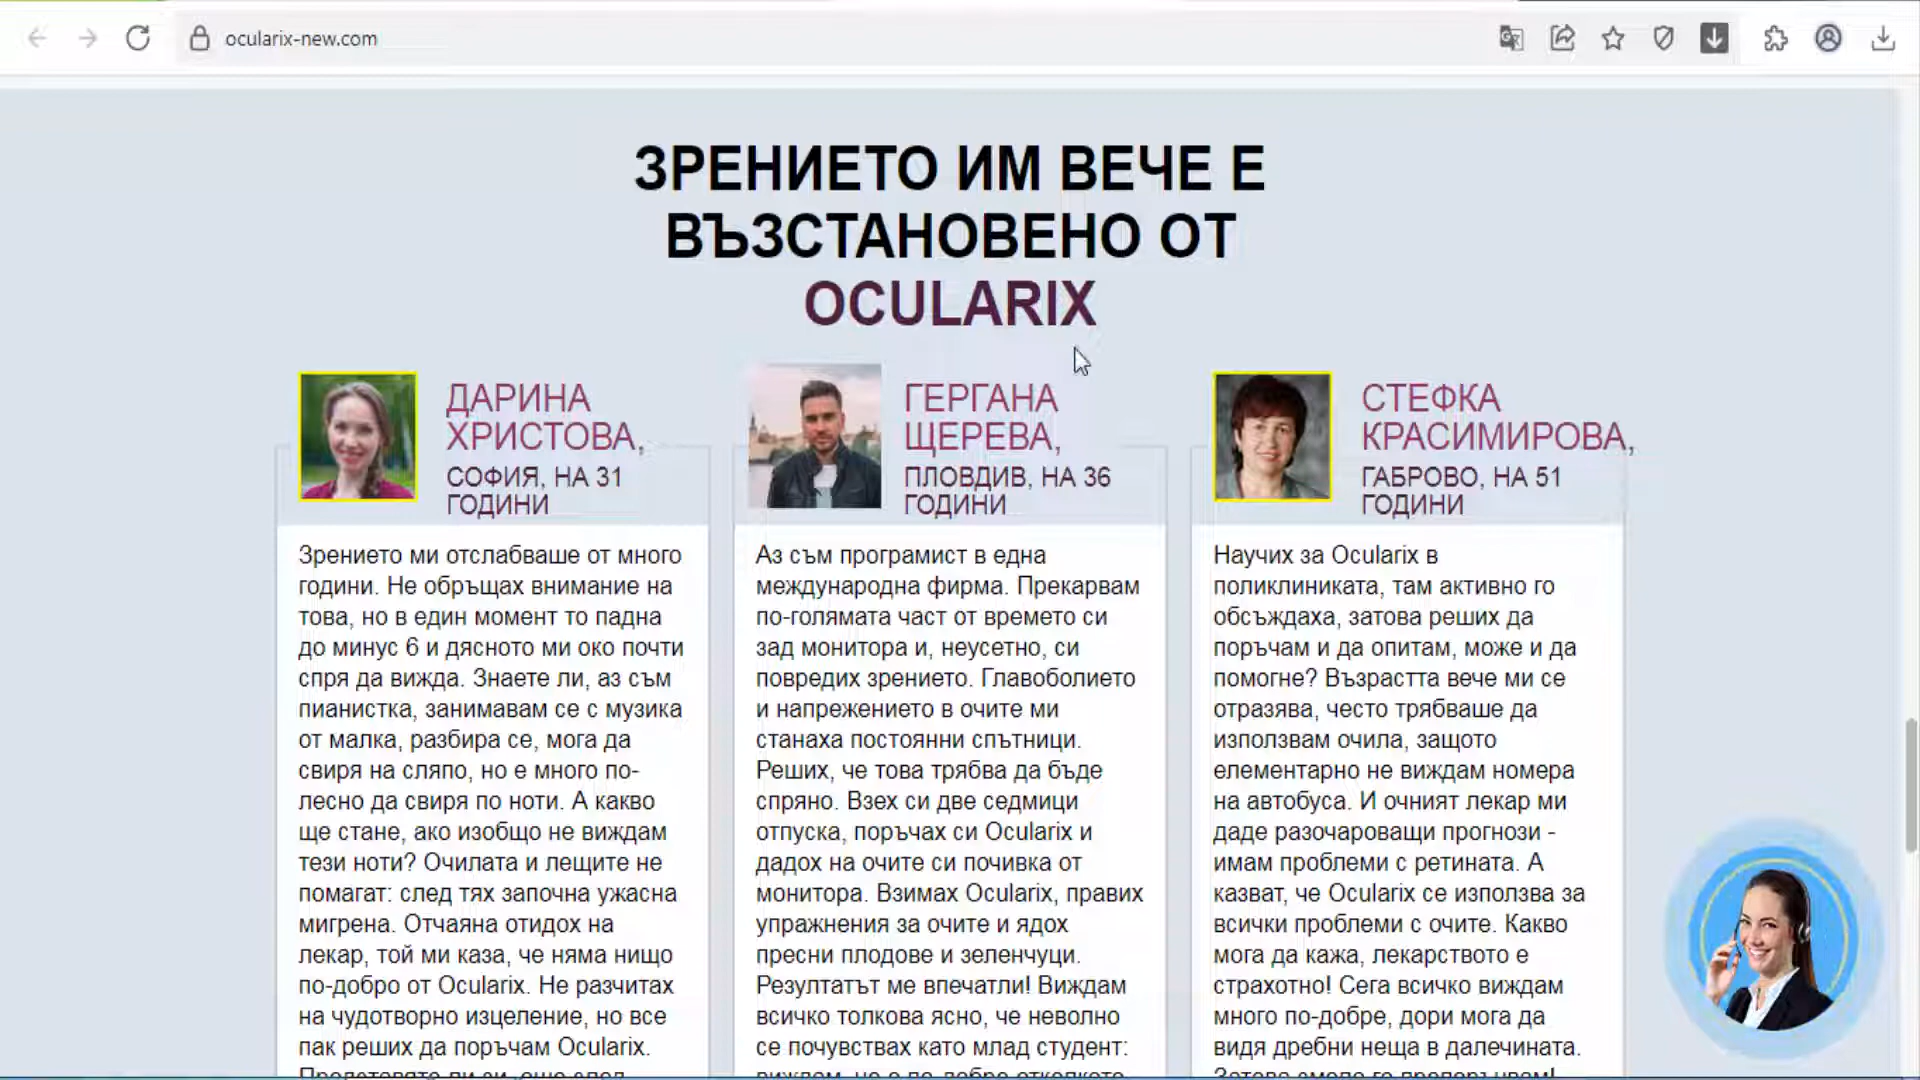 ocularix-new.com
ЗРЕНИЕТО ИМ ВЕЧЕ Е
ВЪЗСТАНОВЕНО ОТ
OCULARIX
ДАРИНА
ХРИСТОВА,
СОФИЯ, НА 31
ГОДИНИ
Зрението ми отслабваше от много
години. Не обръщах внимание на
това, но в един момент то падна
до минус 6 и дясното ми око почти
спря да вижда. Знаете ли, аз съм
пианистка, занимавам се с музика
от малка, разбира се, мога да
свиря на сляпо, но е много по-
лесно да свиря по ноти. А какво
ще стане, ако изобщо не виждам
тези ноти? Очилата и лещите не
помагат: след тях започна ужасна
мигрена. Отчаяна отидох на
лекар, той ми каза, че няма нищо
по-добро от Ocularix. Не разчитах
на чудотворно изцеление, но все
пак реших да поръчам Ocularix.
ГЕРГАНА
ЩЕРЕВА,
ПЛОВДИВ, НА 36
ГОДИНИ
Аз съм програмист в една
международна фирма. Прекарвам
по-голямата част от времето си
зад монитора и, неусетно, си
повредих зрението. Главоболието
и напрежението в очите ми
станаха постоянни спътници.
Реших, че това трябва да бъде
спряно. Взех си две седмици
отпуска, поръчах си Ocularix и
дадох на очите си почивка от
монитора. Взимах Ocularix, правих
упражнения за очите и ядох
пресни плодове и зеленчуци.
Резултатът ме впечатли! Виждам
всичко толкова ясно, че неволно
се почувствах като млад студент:
СТЕФКА
КРАСИМИРОВА,
ГАБРОВО, НА 51
ГОДИНИ
Научих за Ocularix в
поликлиниката, там активно го
обсъждаха, затова реших да
поръчам и да опитам, може и да
помогне? Възрастта вече ми се
отразява, често трябваше да
използвам очила, защото
елементарно не виждам номера
на автобуса. И очният лекар ми
даде разочароващи прогнози -
имам проблеми с ретината. А
казват, че Ocularix се използва за
всички проблеми с очите. Какво
мога да кажа, лекарството е
страхотно! Сега всичко виждам
много по-добре, дори мога да
видя дребни неща в далечината.